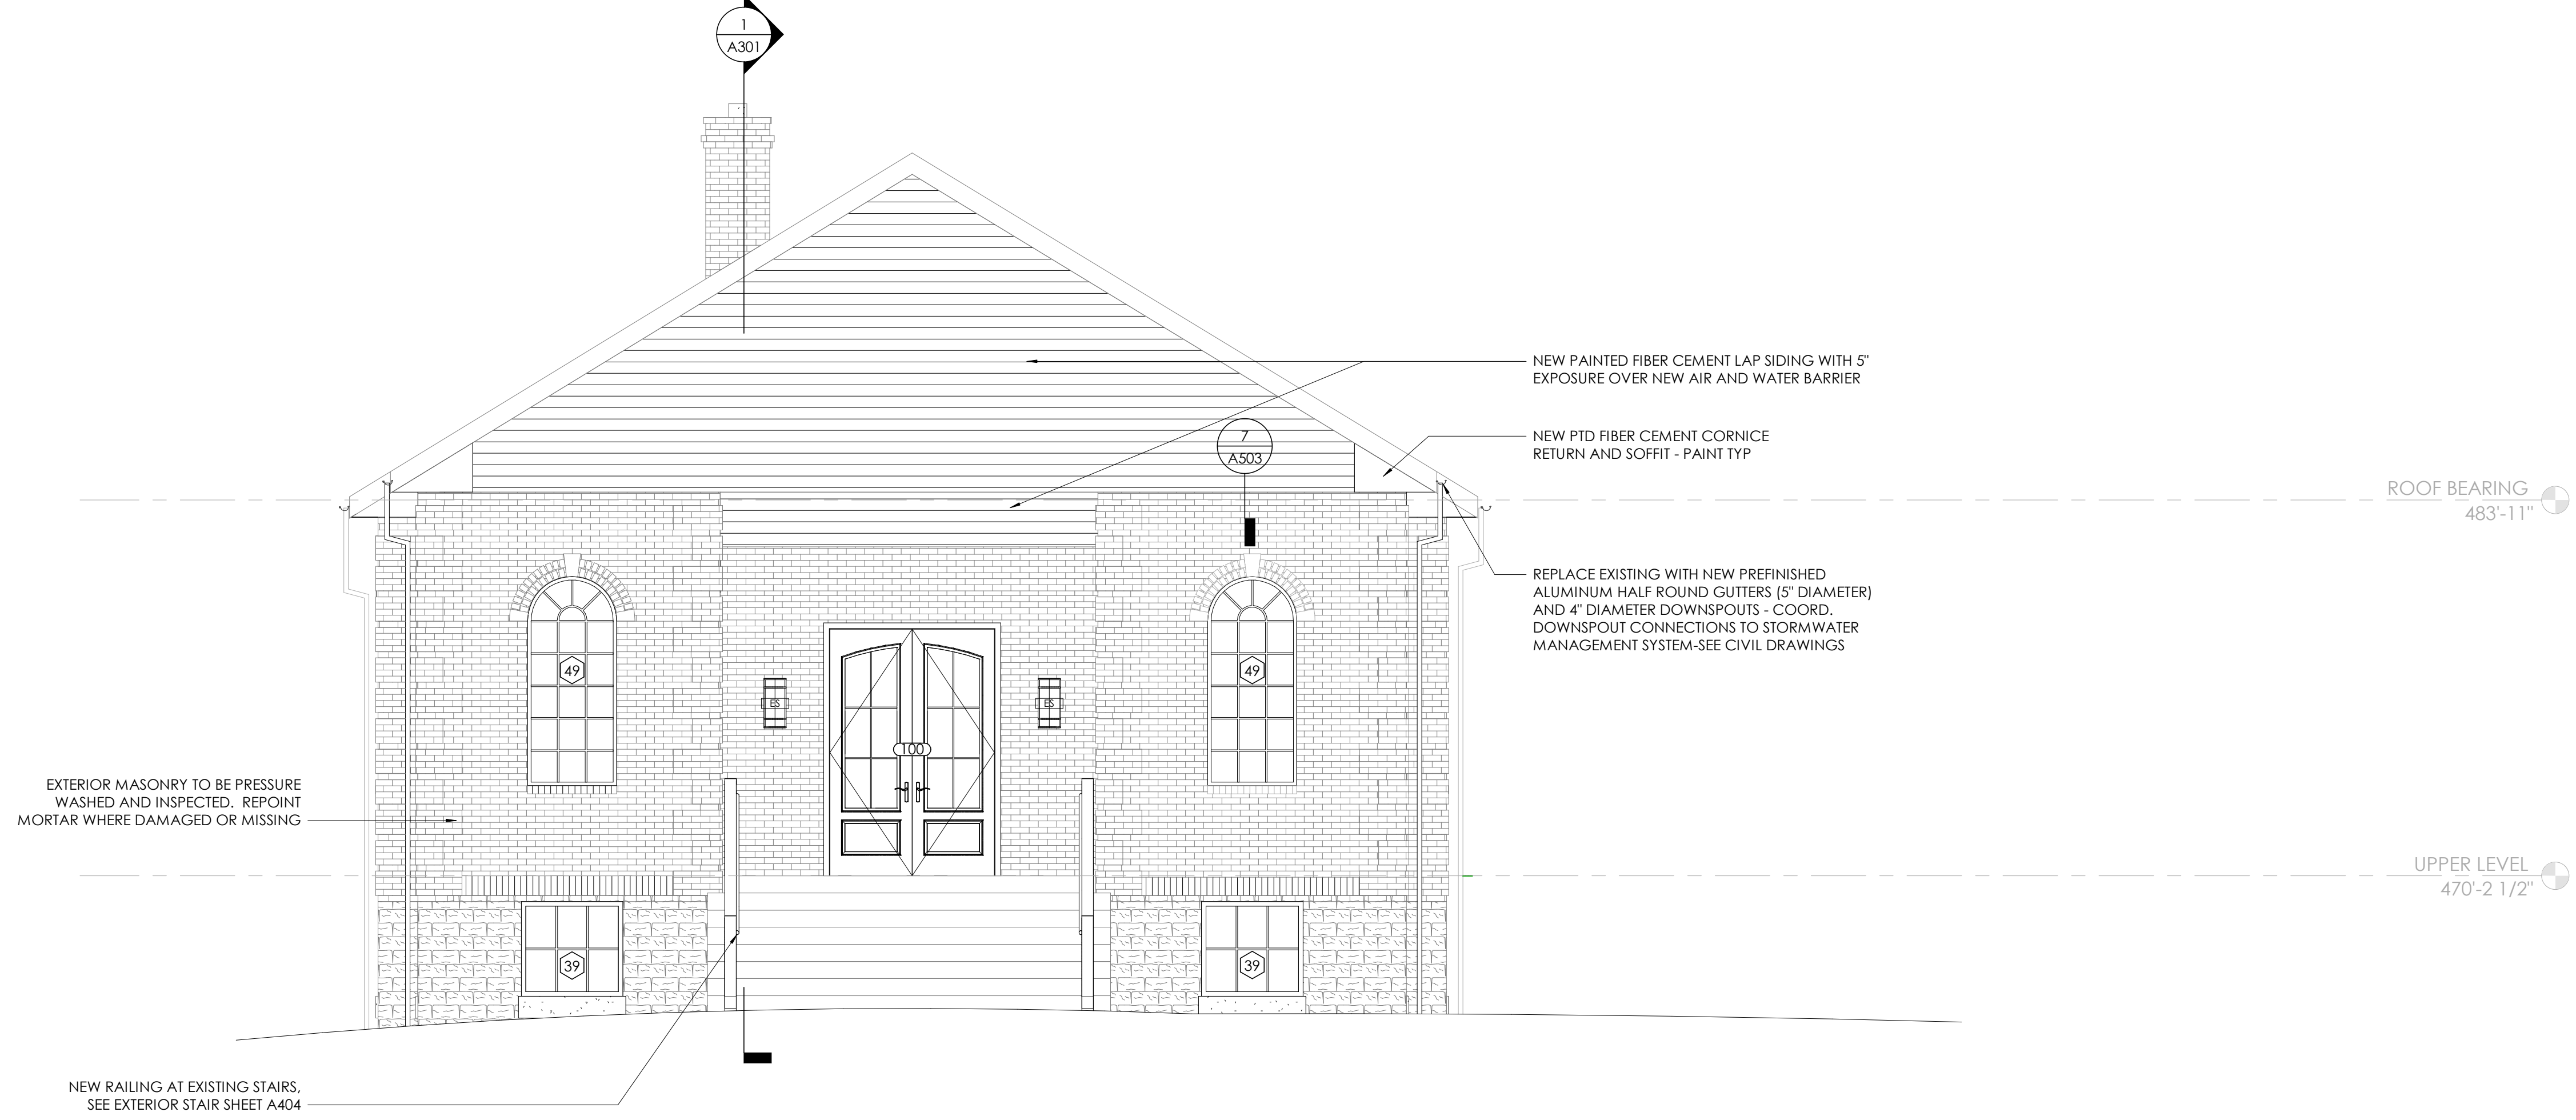 1
A301
NEW PAINTED FIBER CEMENT LAP SIDING WITH 5"
EXPOSURE OVER NEW AIR AND WATER BARRIER
7
A503
NEW PTD FIBER CEMENT CORNICE
RETURN AND SOFFIT - PAINT TYP
ROOF BEARING
483'-11"
REPLACE EXISTING WITH NEW PREFINISHED
ALUMINUM HALF ROUND GUTTERS (5" DIAMETER)
AND 4" DIAMETER DOWNSPOUTS - COORD.
DOWNSPOUT CONNECTIONS TO STORMWATER
MANAGEMENT SYSTEM-SEE CIVIL DRAWINGS
49
49
ES
ES
100
EXTERIOR MASONRY TO BE PRESSURE
WASHED AND INSPECTED. REPOINT
MORTAR WHERE DAMAGED OR MISSING
UPPER LEVEL
470'-2 1/2"
39
39
NEW RAILING AT EXISTING STAIRS,
SEE EXTERIOR STAIR SHEET A404